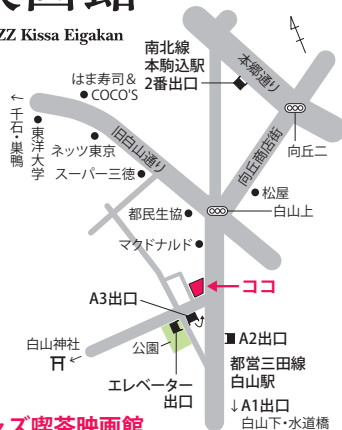 ZZ Kissa Eigakan
南北線
本駒込駅
2番出口
本郷通り
はま寿司&
COCO'S
←千石・巣鴨
東洋大学
ネッツ東京
旧白山通り
向丘商店街
向丘二
スーパー三徳
松屋
都民生協
白山上
マクドナルド
ココ
A3出口
白山神社
公園
A2出口
エレベーター
出口
都営三田線
白山駅
↓A1出口
白山下・水道橋
ズ喫茶映画館